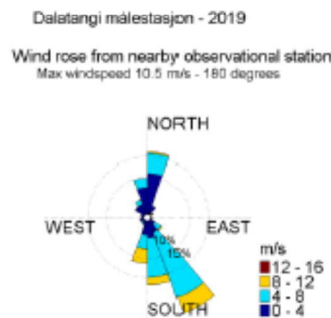 Dalatangi málestasjon - 2019
Wind rose from nearby observational station
Max windspeed 10.5 m/s - 180 degrees
NORTH
WEST
EAST
10%
15%
SOUTH
m/s
12 - 16
8 - 12
4 - 8
0 - 4